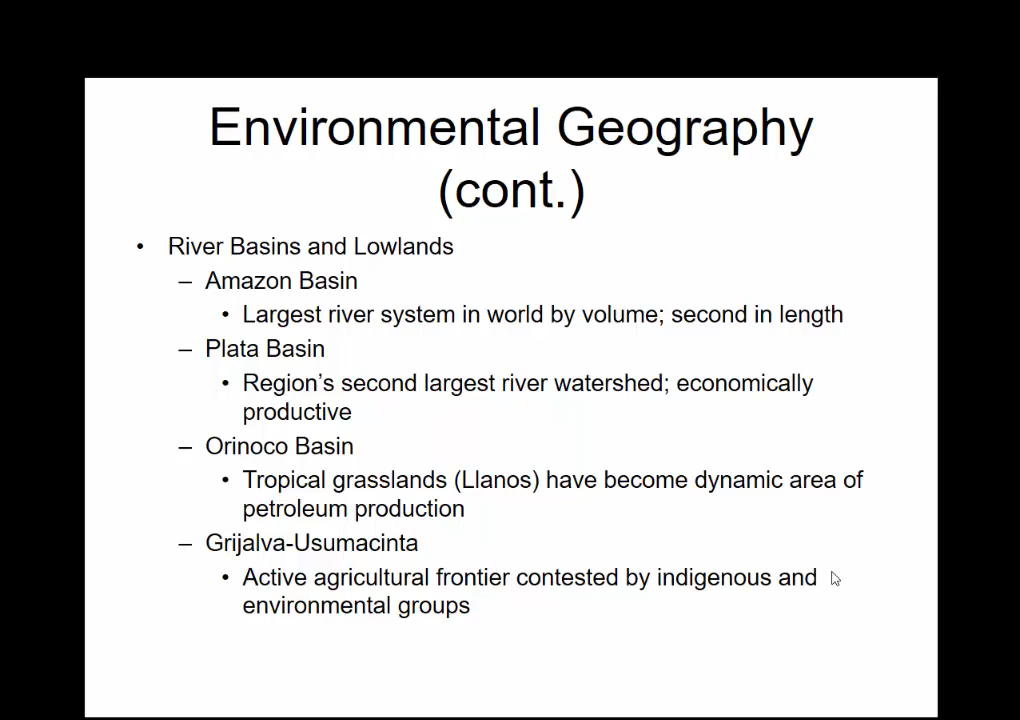 Environmental Geography
(cont.)
• River Basins and Lowlands
– Amazon Basin
• Largest river system in world by volume; second in length
– Plata Basin
• Region's second largest river watershed; economically
productive
– Orinoco Basin
• Tropical grasslands (Llanos) have become dynamic area of
petroleum production
– Grijalva-Usumacinta
• Active agricultural frontier contested by indigenous and
environmental groups